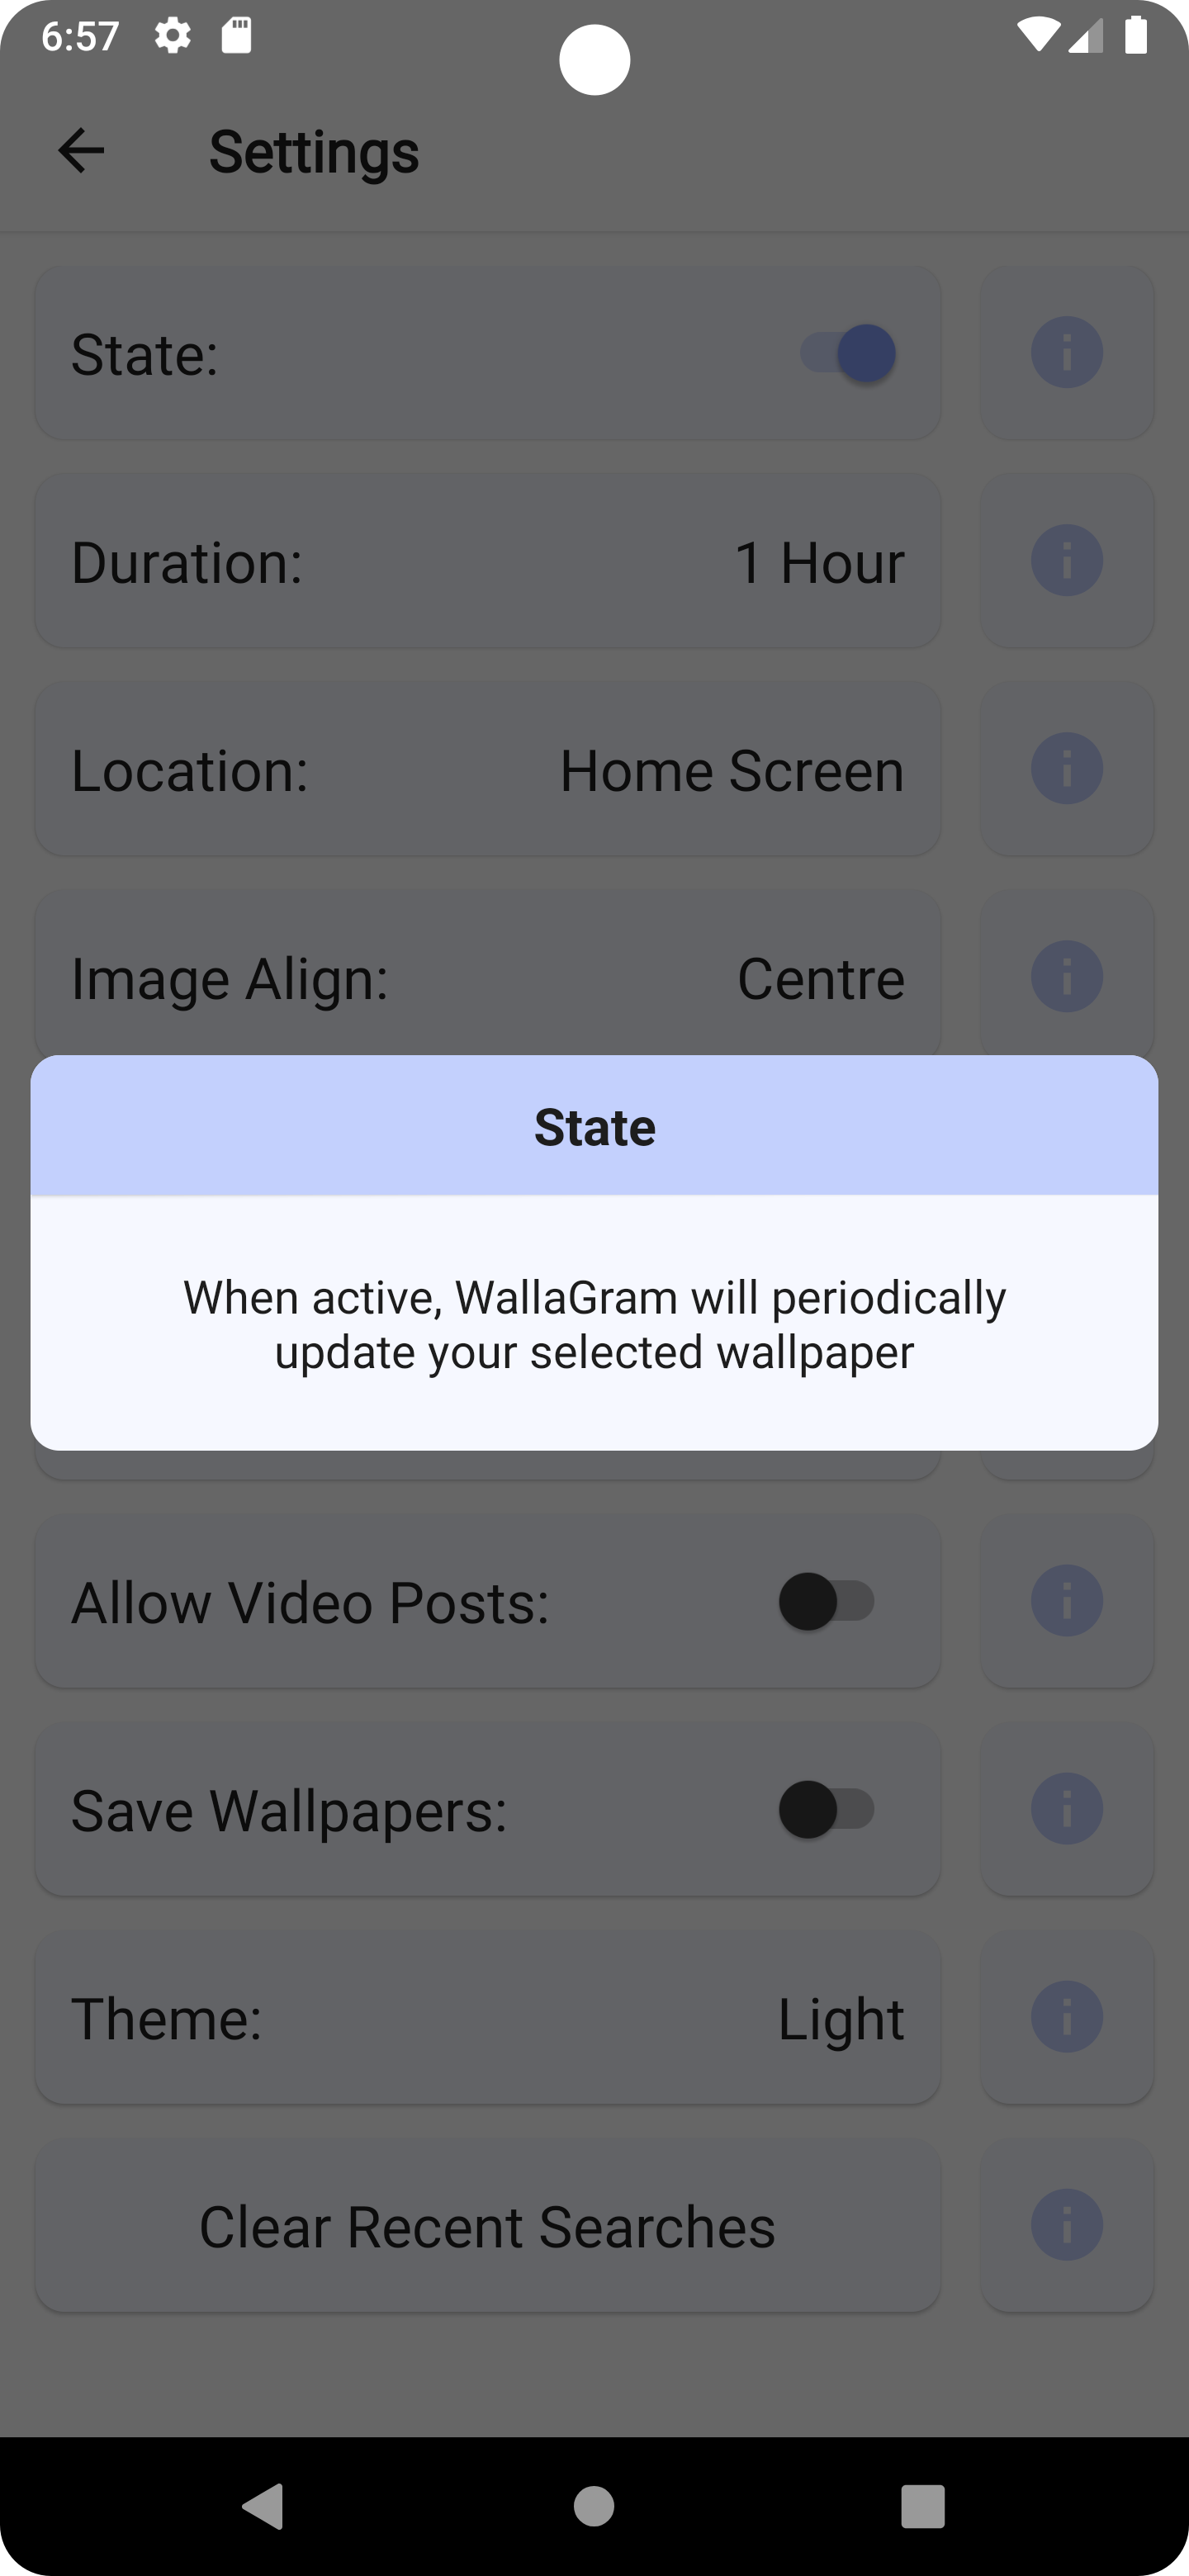 6:57
Settings
State:
Duration: 1 Hour
Location: Home Screen
Image Align: Centre
State
When active, WallaGram will periodically
update your selected wallpaper
Allow Video Posts:
Save Wallpapers:
Theme: Light
Clear Recent Searches